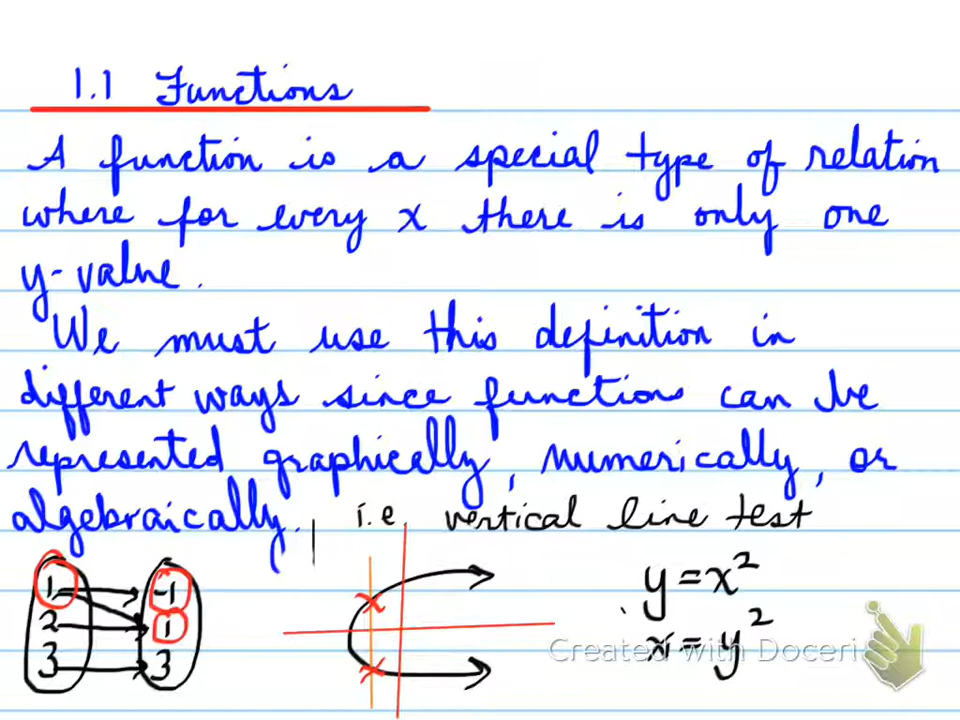 1.1 Functions
A function is a special type of relation
where for every x there is only one
y-value.
We must use this definition in
different ways since functions can be
represented graphically, numerically, or
algebraically. i.e. vertical line test
1 -1
2 1
3 3
x
x
y = x²
x = y²
Created with Doceri